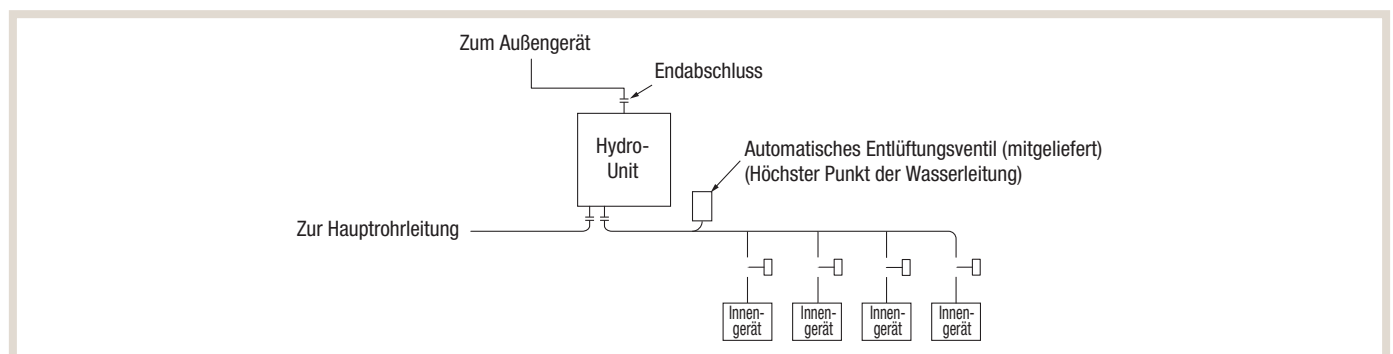 Zum Außengerät
Endabschluss
Hydro-
Unit
Automatisches Entlüftungsventil (mitgeliefert)
(Höchster Punkt der Wasserleitung)
Zur Hauptrohrleitung
Innen-
gerät
Innen-
gerät
Innen-
gerät
Innen-
gerät